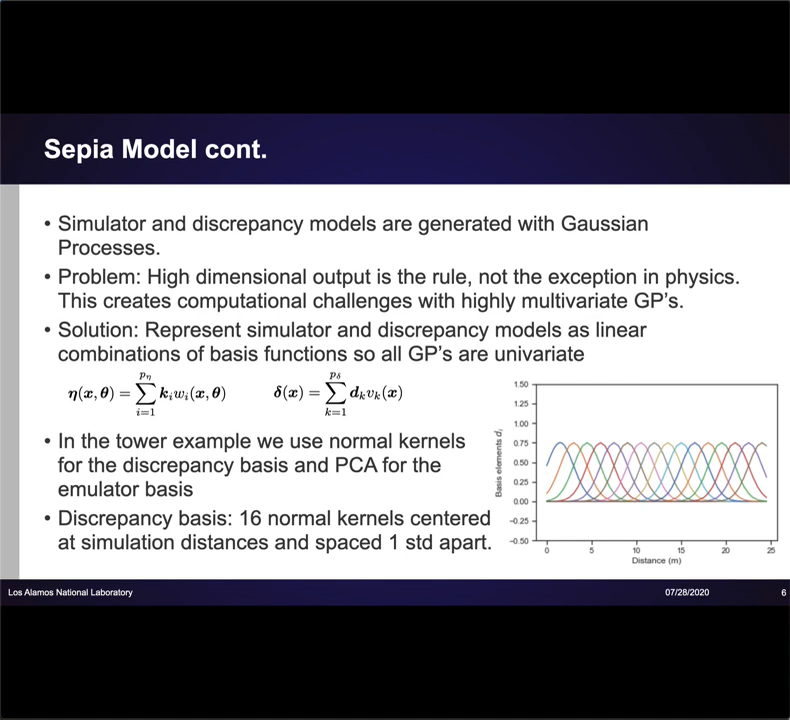 Sepia Model cont.
• Simulator and discrepancy models are generated with Gaussian
Processes.
• Problem: High dimensional output is the rule, not the exception in physics.
This creates computational challenges with highly multivariate GP's.
• Solution: Represent simulator and discrepancy models as linear
combinations of basis functions so all GP's are univariate
η(x, θ) = ∑_{i=1}^{pη} k_i w_i(x, θ)    δ(x) = ∑_{k=1}^{pδ} d_k v_k(x)
• In the tower example we use normal kernels
for the discrepancy basis and PCA for the
emulator basis
• Discrepancy basis: 16 normal kernels centered
at simulation distances and spaced 1 std apart.
Basis elements d_i
1.50
1.25
1.00
0.75
0.50
0.25
0.00
−0.25
−0.50
0 5 10 15 20 25
Distance (m)
Los Alamos National Laboratory 07/28/2020 6